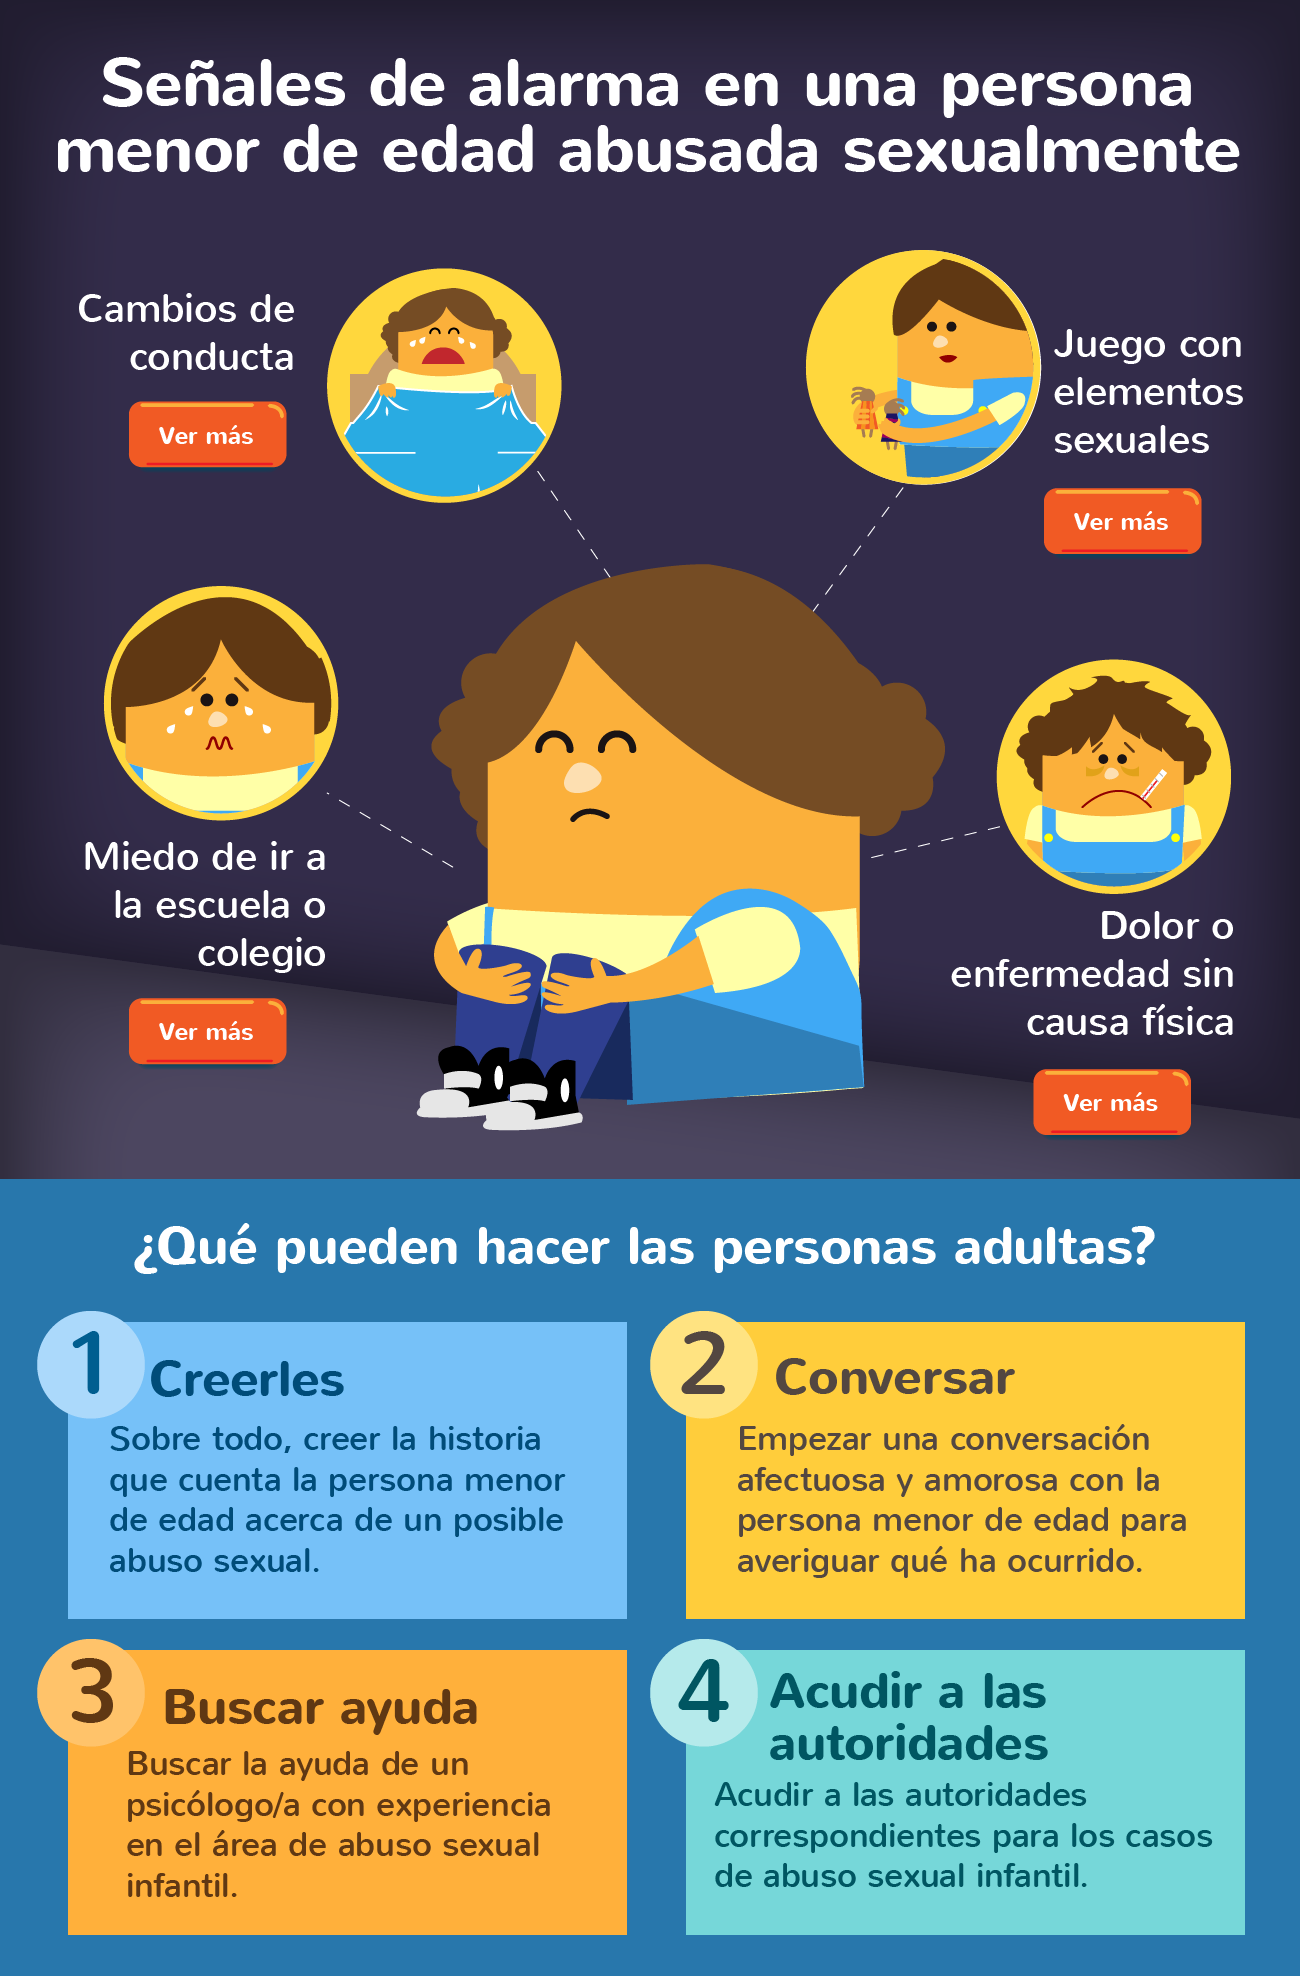 Señales de alarma en una persona
menor de edad abusada sexualmente
Cambios de
conducta
Ver más
Juego con
elementos
sexuales
Ver más
Miedo de ir a
la escuela o
colegio
Ver más
Dolor o
enfermedad sin
causa física
Ver más
¿Qué pueden hacer las personas adultas?
1
Creerles
Sobre todo, creer la historia
que cuenta la persona menor
de edad acerca de un posible
abuso sexual.
2
Conversar
Empezar una conversación
afectuosa y amorosa con la
persona menor de edad para
averiguar qué ha ocurrido.
3
Buscar ayuda
Buscar la ayuda de un
psicólogo/a con experiencia
en el área de abuso sexual
infantil.
4
Acudir a las
autoridades
Acudir a las autoridades
correspondientes para los casos
de abuso sexual infantil.